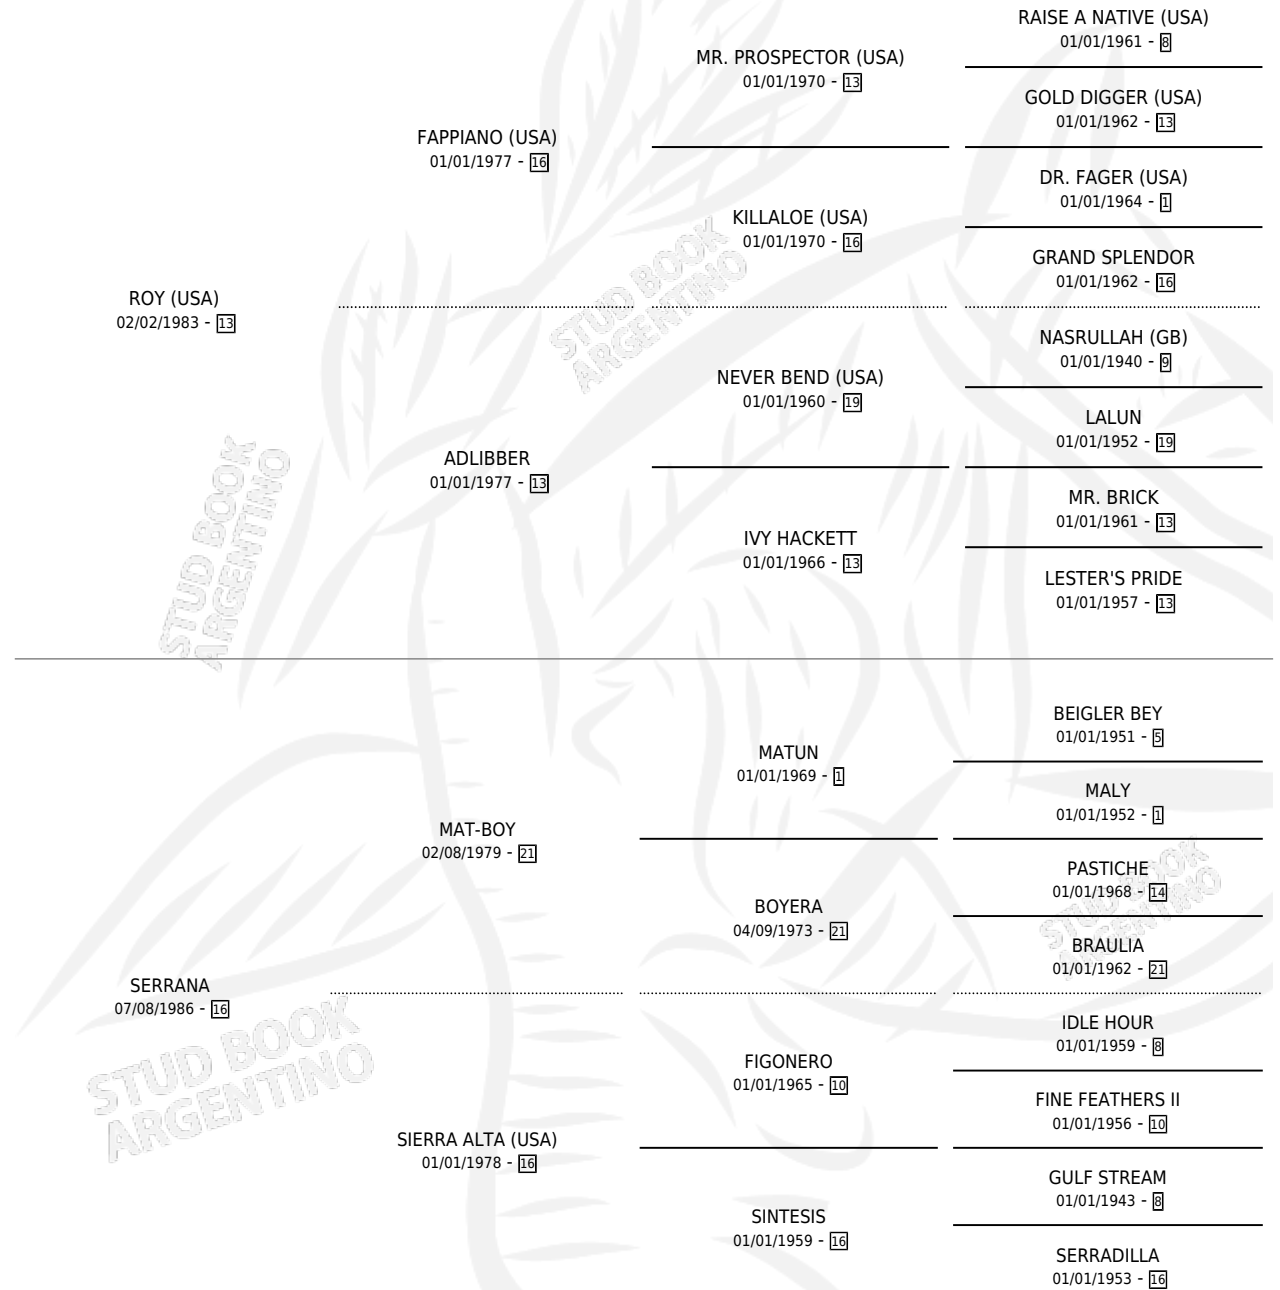 RAISE A NATIVE (USA)
01/01/1961 - 8
MR. PROSPECTOR (USA)
01/01/1970 - 13
GOLD DIGGER (USA)
01/01/1962 - 13
FAPPIANO (USA)
01/01/1977 - 16
DR. FAGER (USA)
01/01/1964 - 1
KILLALOE (USA)
01/01/1970 - 16
GRAND SPLENDOR
01/01/1962 - 16
ROY (USA)
02/02/1983 - 13
STUD BOOK
ARGENTINO
NASRULLAH (GB)
01/01/1940 - 9
NEVER BEND (USA)
01/01/1960 - 19
LALUN
01/01/1952 - 19
ADLIBBER
01/01/1977 - 13
MR. BRICK
01/01/1961 - 13
IVY HACKETT
01/01/1966 - 13
LESTER'S PRIDE
01/01/1957 - 13
STUD BOOK
ARGENTINO
BEIGLER BEY
01/01/1951 - 5
MATUN
01/01/1969 - 1
MALY
01/01/1952 - 1
MAT-BOY
02/08/1979 - 21
PASTICHE
01/01/1968 - 14
BOYERA
04/09/1973 - 21
BRAULIA
01/01/1962 - 21
STUD BOOK
ARGENTINO
SERRANA
07/08/1986 - 16
IDLE HOUR
01/01/1959 - 8
FIGONERO
01/01/1965 - 10
FINE FEATHERS II
01/01/1956 - 10
STUD BOOK
ARGENTINO
SIERRA ALTA (USA)
01/01/1978 - 16
GULF STREAM
01/01/1943 - 8
SINTESIS
01/01/1959 - 16
SERRADILLA
01/01/1953 - 16